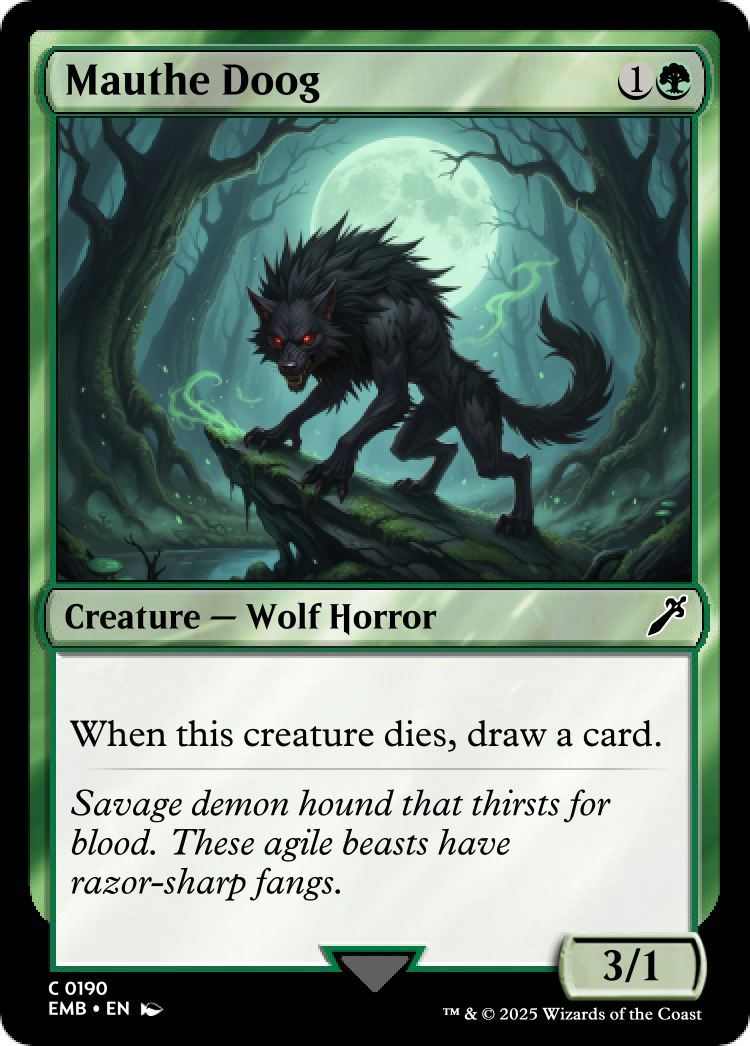 Mauthe Doog 1
Creature — Wolf Horror
When this creature dies, draw a card.
Savage demon hound that thirsts for
blood. These agile beasts have
razor-sharp fangs.
3/1
C 0190
EMB • EN
™ & © 2025 Wizards of the Coast